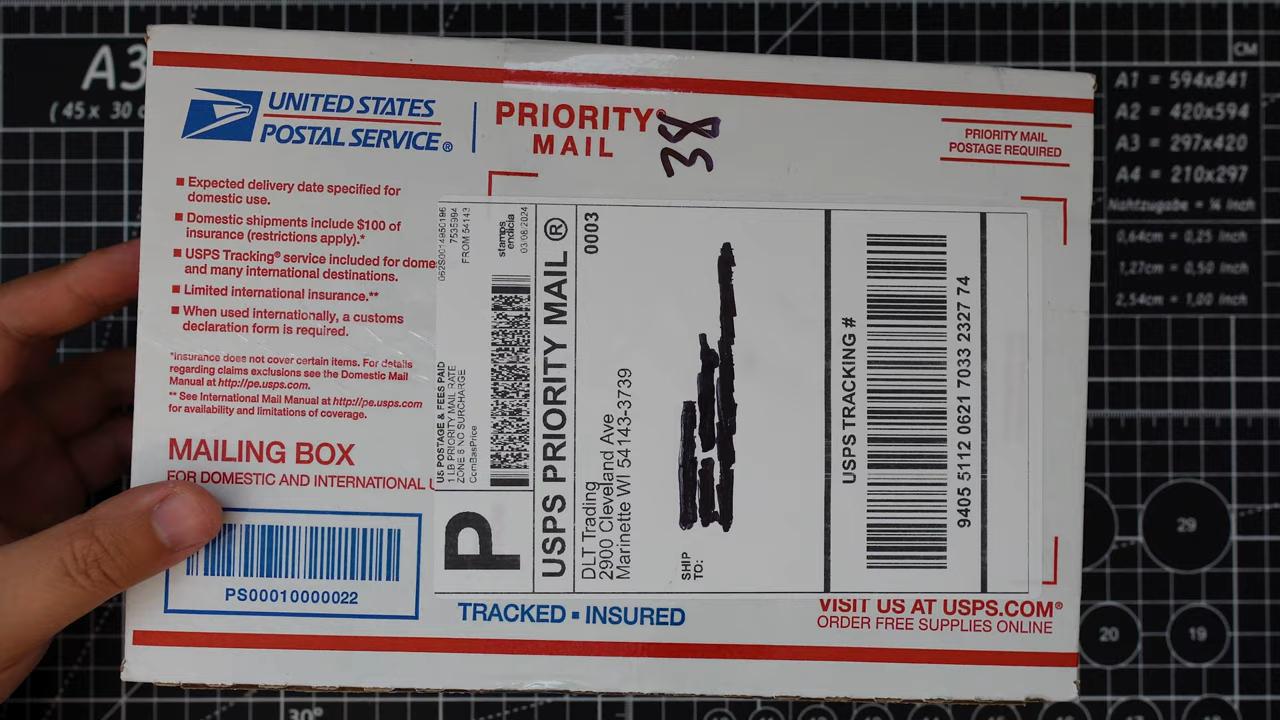 A3
(45 x 30 c
CM
A1 = 594x841
A2 = 420x594
A3 = 297x420
A4 = 210x297
Nahtzugabe = ¼ Inch
0,64cm = 0,25 Inch
1,27cm = 0,50 Inch
2,54cm = 1,00 Inch
UNITED STATES
POSTAL SERVICE®
PRIORITY®
MAIL
38
PRIORITY MAIL
POSTAGE REQUIRED
■ Expected delivery date specified for
domestic use.
■ Domestic shipments include $100 of
insurance (restrictions apply).*
■ USPS Tracking® service included for dome
and many international destinations.
■ Limited international insurance.**
■ When used internationally, a customs
declaration form is required.
*Insurance does not cover certain items. For details
regarding claims exclusions see the Domestic Mail
Manual at http://pe.usps.com.
** See International Mail Manual at http://pe.usps.com
for availability and limitations of coverage.
MAILING BOX
FOR DOMESTIC AND INTERNATIONAL U
PS00010000022
TRACKED ▪ INSURED
VISIT US AT USPS.COM®
ORDER FREE SUPPLIES ONLINE
P
US POSTAGE & FEES PAID
1 LB PRIORITY MAIL RATE
ZONE 6 NO SURCHARGE
ComBasPrice
062S0014950196
7535994
FROM 54143
stamps
endicia
03/08/2024
USPS PRIORITY MAIL ®
DLT Trading
2900 Cleveland Ave
Marinette WI 54143-3739
0003
SHIP
TO:
USPS TRACKING #
9405 5112 0621 7033 2327 74
29
20
19
30°